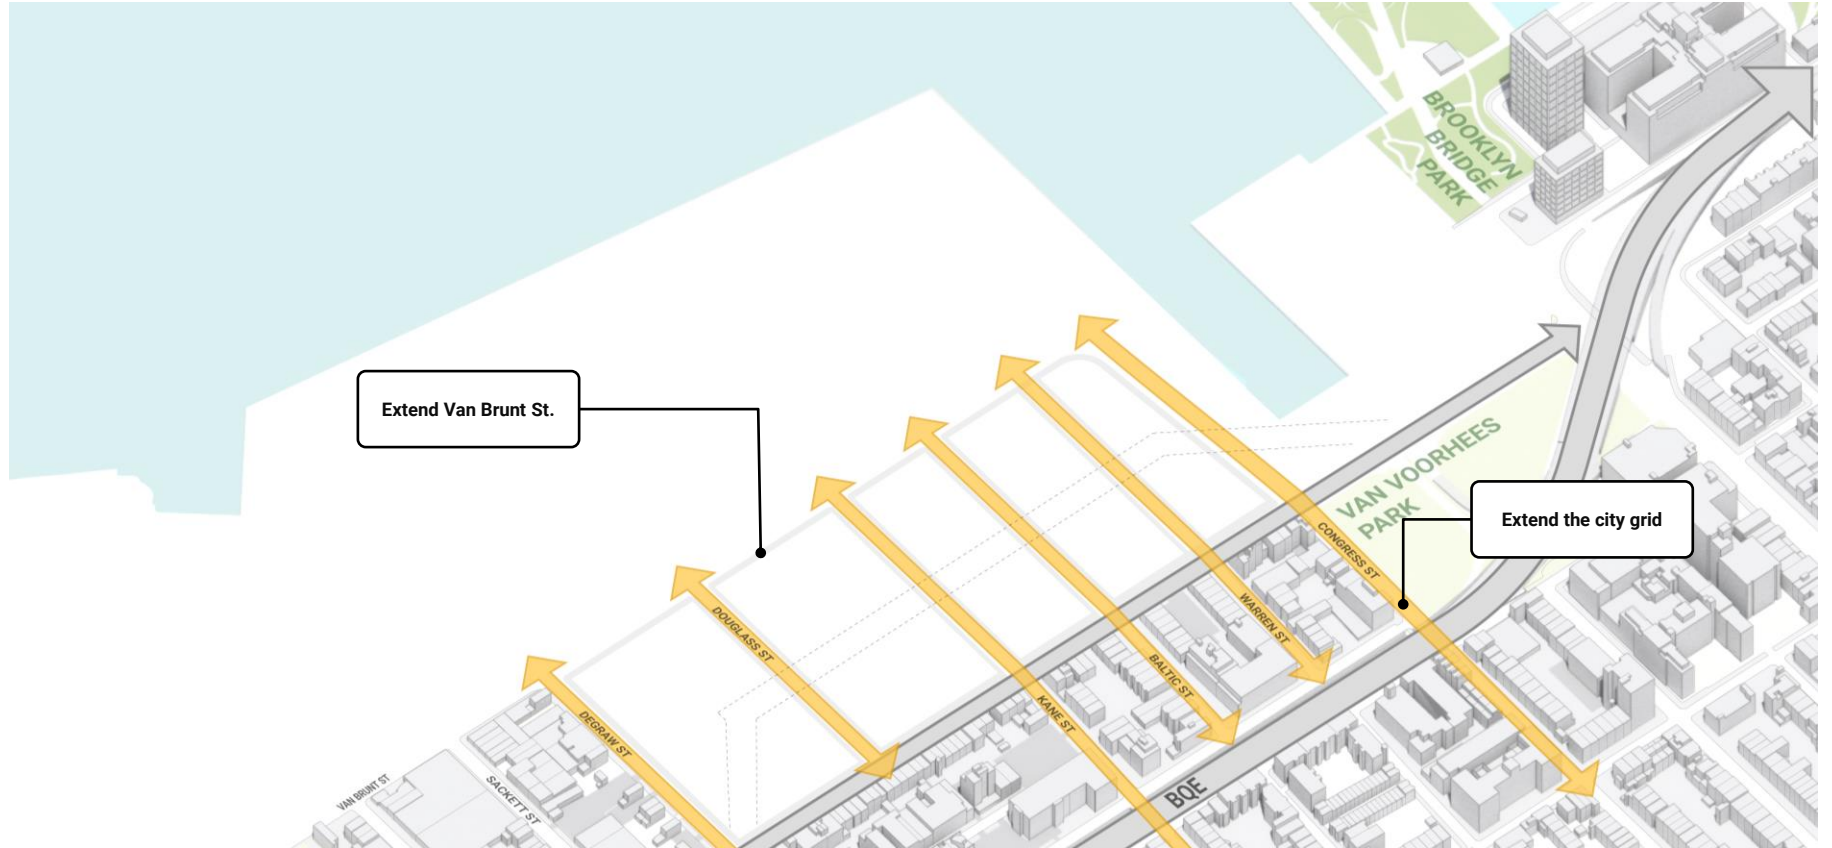 BROOKLYN
BRIDGE
PARK
Extend Van Brunt St.
VAN VOORHEES
PARK
Extend the city grid
CONGRESS ST
WARREN ST
DOUGLASS ST
BALTIC ST
KANE ST
DEGRAW ST
VAN BRUNT ST
SACKETT ST
BQE